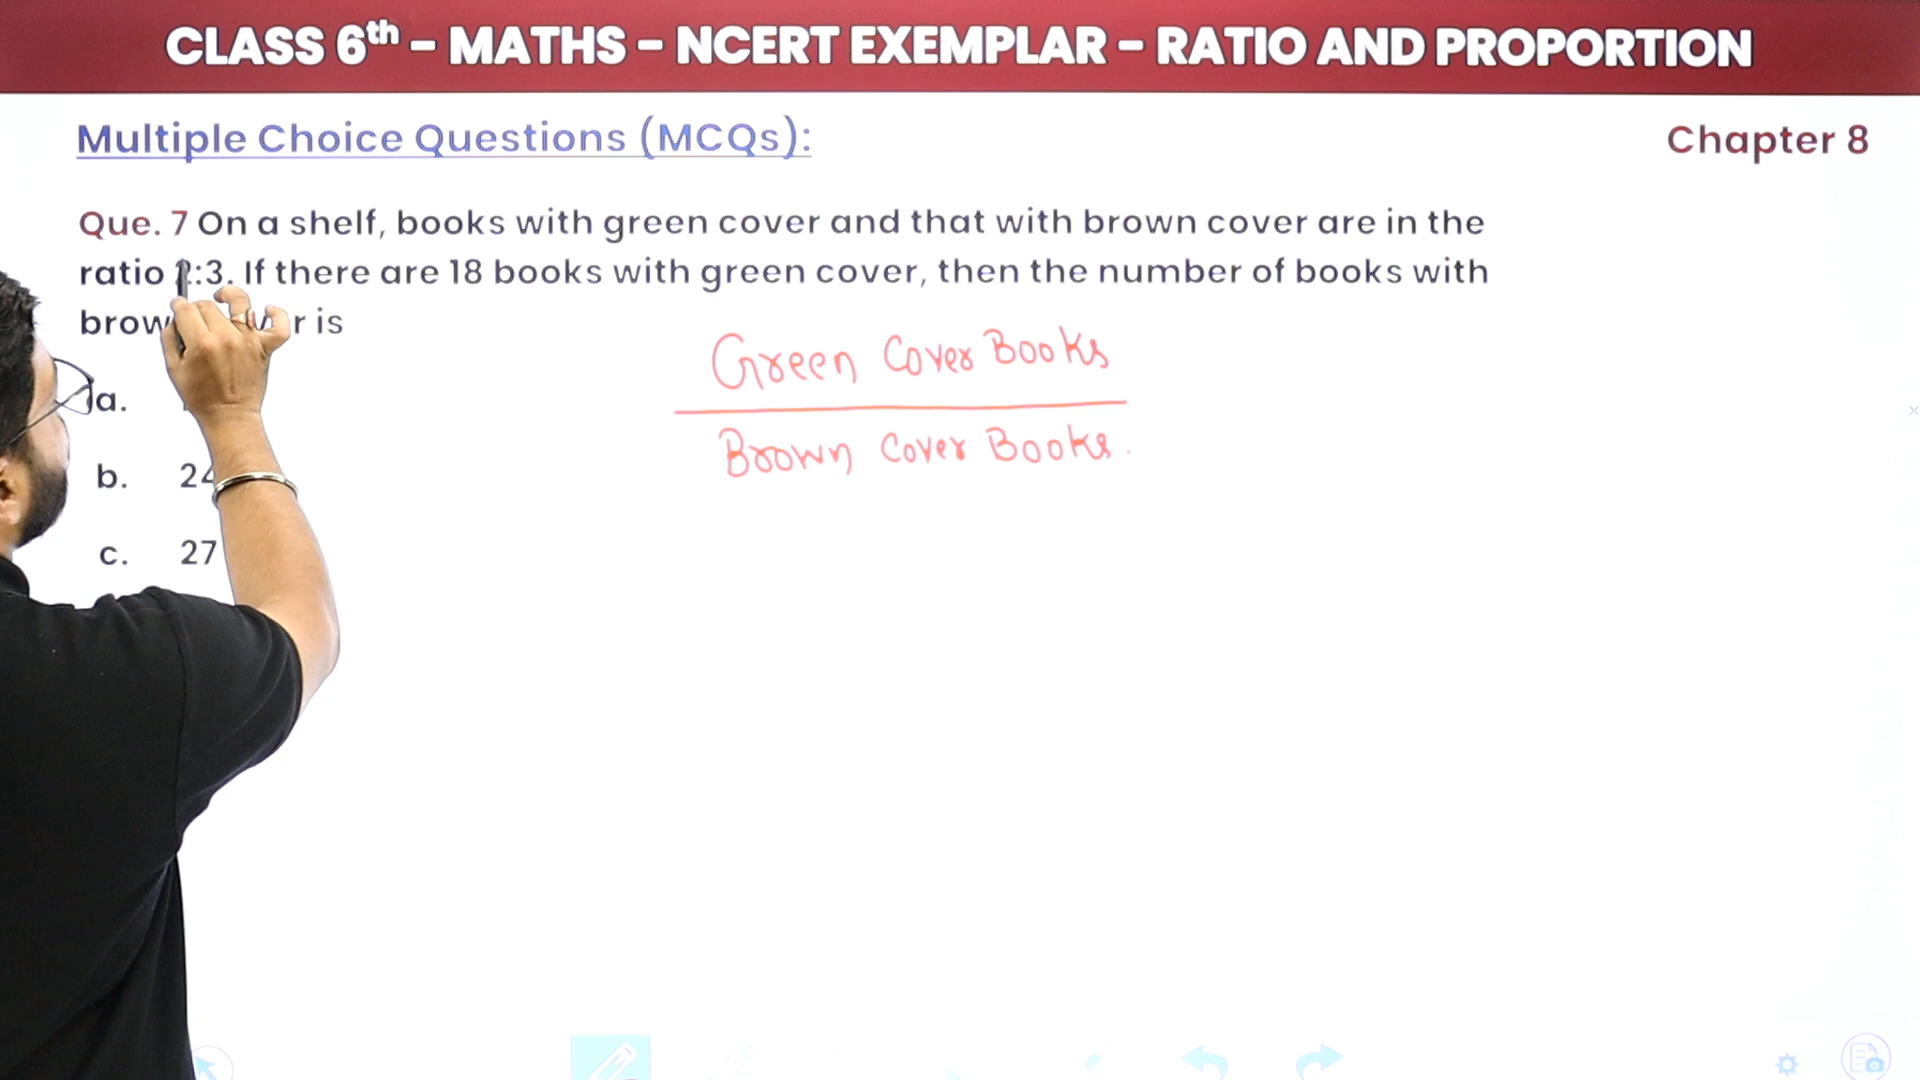 CLASS 6th – MATHS – NCERT EXEMPLAR – RATIO AND PROPORTION
Multiple Choice Questions (MCQs):
Chapter 8
Que. 7 On a shelf, books with green cover and that with brown cover are in the
ratio 2:3. If there are 18 books with green cover, then the number of books with
is
Green Cover Books
Brown Cover Books.
a.
b. 24
c. 27